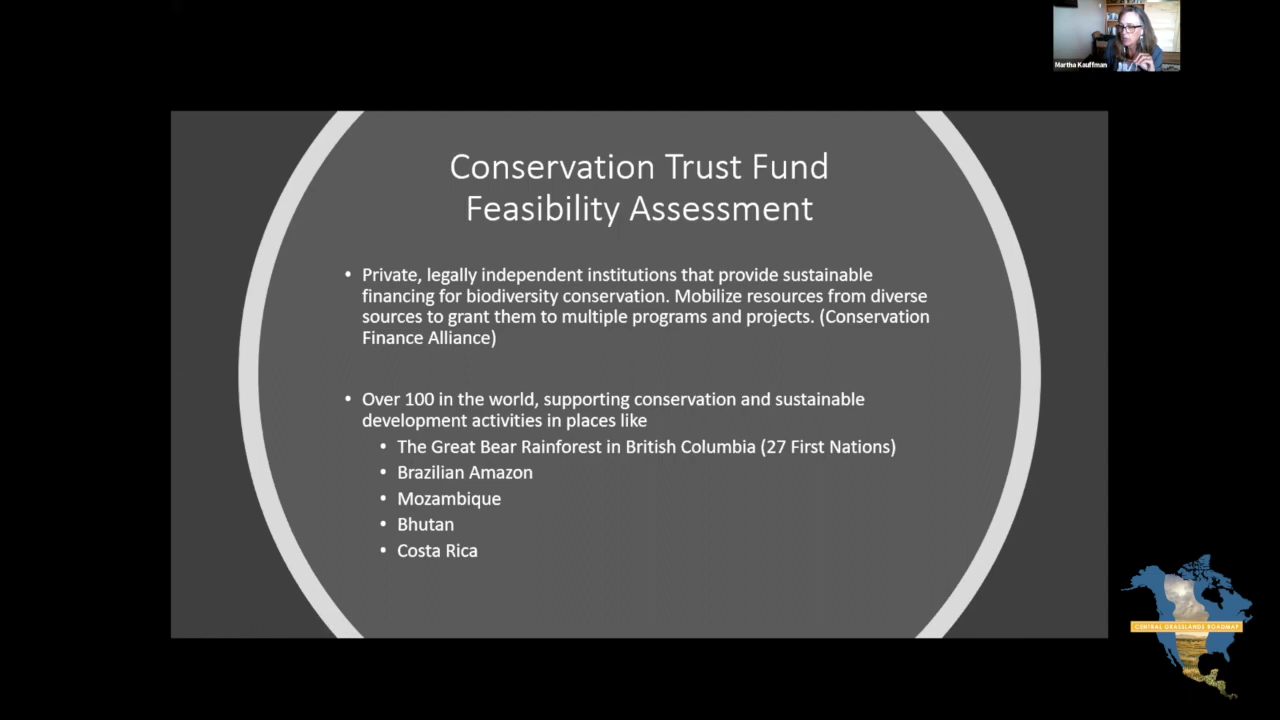 Martha Kauffman
Conservation Trust Fund
Feasibility Assessment
• Private, legally independent institutions that provide sustainable
financing for biodiversity conservation. Mobilize resources from diverse
sources to grant them to multiple programs and projects. (Conservation
Finance Alliance)
• Over 100 in the world, supporting conservation and sustainable
development activities in places like
• The Great Bear Rainforest in British Columbia (27 First Nations)
• Brazilian Amazon
• Mozambique
• Bhutan
• Costa Rica
CENTRAL GRASSLANDS ROADMAP